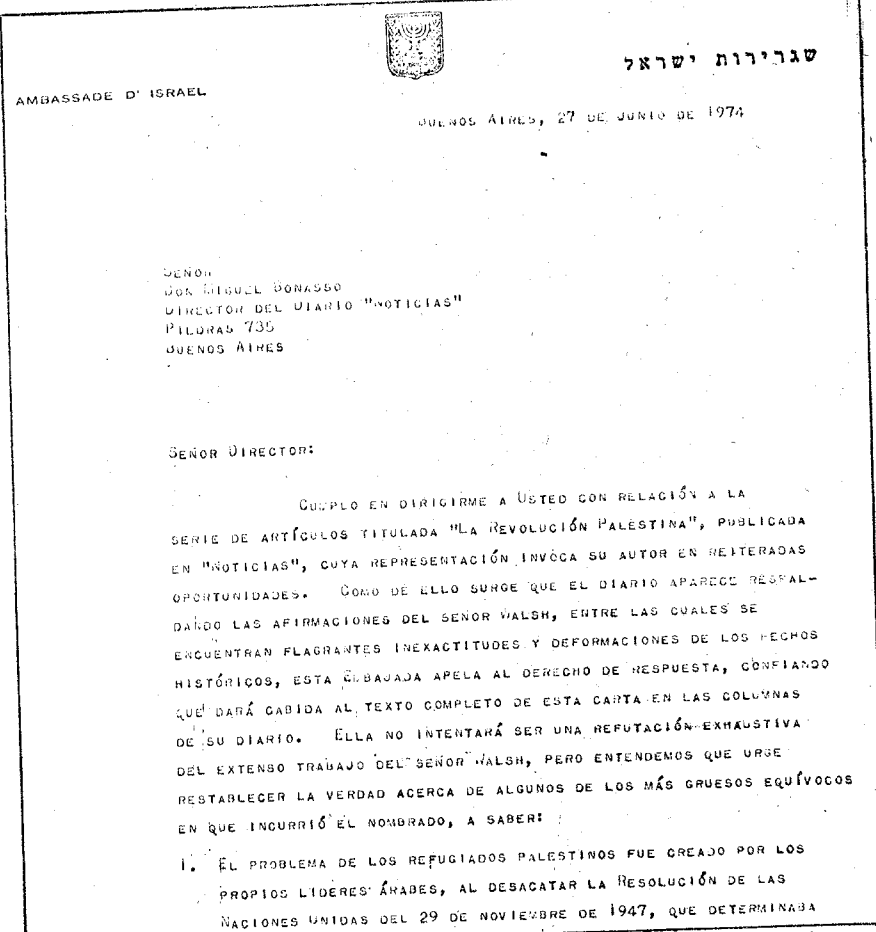 שגרירות ישראל
AMBASSADE D' ISRAEL
BUENOS AIRES, 27 DE JUNIO DE 1974
SEÑOR
DON MIGUEL BONASSO
DIRECTOR DEL DIARIO "NOTICIAS"
PIEDRAS 735
BUENOS AIRES
SEÑOR DIRECTOR:
CUMPLO EN DIRIGIRME A USTED CON RELACIÓN A LA
SERIE DE ARTÍCULOS TITULADA "LA REVOLUCIÓN PALESTINA", PUBLICADA
EN "NOTICIAS", CUYA REPRESENTACIÓN INVOCA SU AUTOR EN REITERADAS
OPORTUNIDADES. COMO DE ELLO SURGE QUE EL DIARIO APARECE RESPAL-
DANDO LAS AFIRMACIONES DEL SEÑOR WALSH, ENTRE LAS CUALES SE
ENCUENTRAN FLAGRANTES INEXACTITUDES Y DEFORMACIONES DE LOS HECHOS
HISTÓRICOS, ESTA EMBAJADA APELA AL DERECHO DE RESPUESTA, CONFIANDO
QUE DARÁ CABIDA AL TEXTO COMPLETO DE ESTA CARTA EN LAS COLUMNAS
DE SU DIARIO. ELLA NO INTENTARÁ SER UNA REFUTACIÓN EXHAUSTIVA
DEL EXTENSO TRABAJO DEL SEÑOR WALSH, PERO ENTENDEMOS QUE URGE
RESTABLECER LA VERDAD ACERCA DE ALGUNOS DE LOS MÁS GRUESOS EQUÍVOCOS
EN QUE INCURRIÓ EL NOMBRADO, A SABER:
1. EL PROBLEMA DE LOS REFUGIADOS PALESTINOS FUE CREADO POR LOS
PROPIOS LIDERES ÁRABES, AL DESACATAR LA RESOLUCIÓN DE LAS
NACIONES UNIDAS DEL 29 DE NOVIEMBRE DE 1947, QUE DETERMINABA